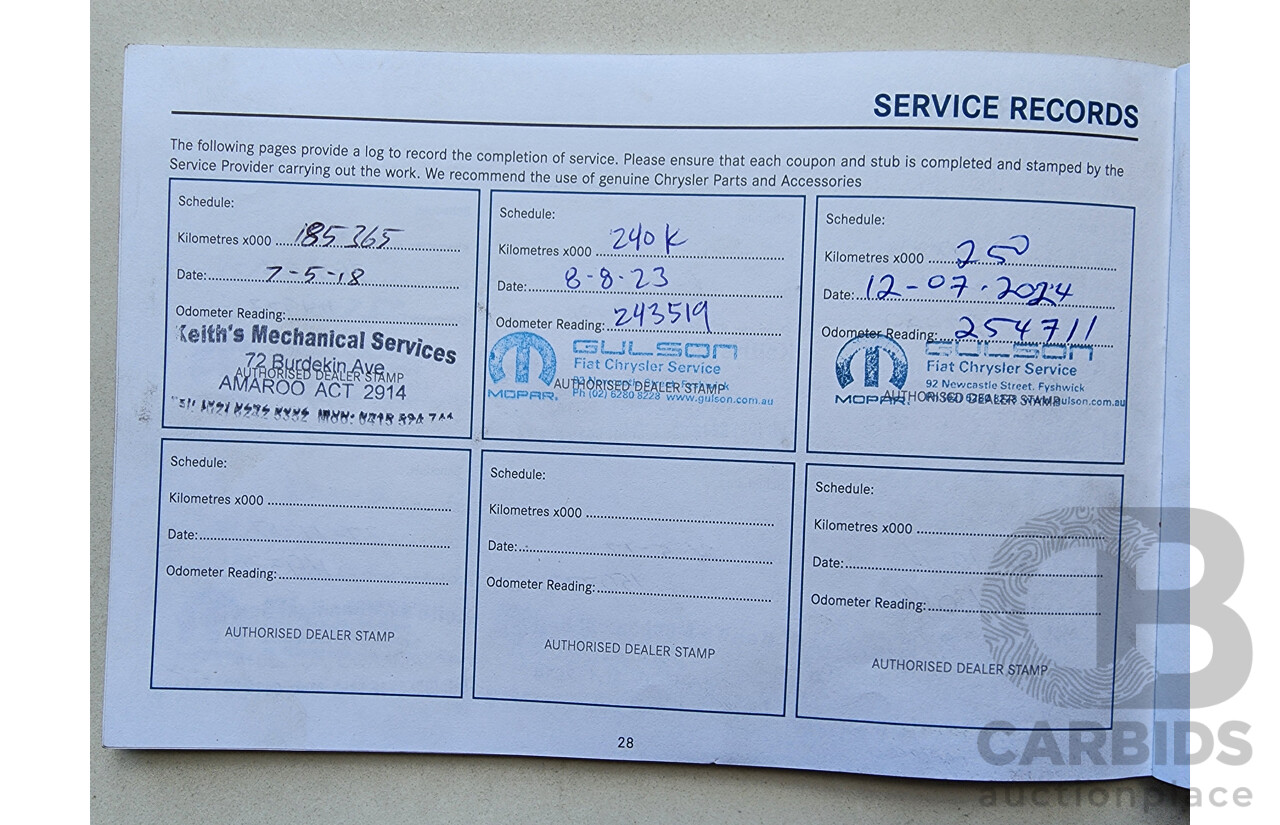 SERVICE RECORDS
The following pages provide a log to record the completion of service. Please ensure that each coupon and stub is completed and stamped by the
Service Provider carrying out the work. We recommend the use of genuine Chrysler Parts and Accessories
Schedule:
Kilometres x000 185 365
Date: 7-5-18
Odometer Reading:
Keith's Mechanical Services
72 Burdekin Ave
AUTHORISED DEALER STAMP
AMAROO ACT 2914
Schedule:
Kilometres x000 240K
Date: 8-8-23
Odometer Reading: 243519
GULSON
Fiat Chrysler Service
AUTHORISED DEALER STAMP
MOPAR. Ph (02) 6280 8228 www.gulson.com.au
Schedule:
Kilometres x000 250
Date: 12-07-2024
Odometer Reading: 254711
GULSON
Fiat Chrysler Service
92 Newcastle Street, Fyshwick
MOPAR.
AUTHORISED DEALER STAMP
Schedule:
Kilometres x000
Date:
Odometer Reading:
AUTHORISED DEALER STAMP
Schedule:
Kilometres x000
Date:
Odometer Reading:
AUTHORISED DEALER STAMP
Schedule:
Kilometres x000
Date:
Odometer Reading:
AUTHORISED DEALER STAMP
28
CARBIDS
auctionplace